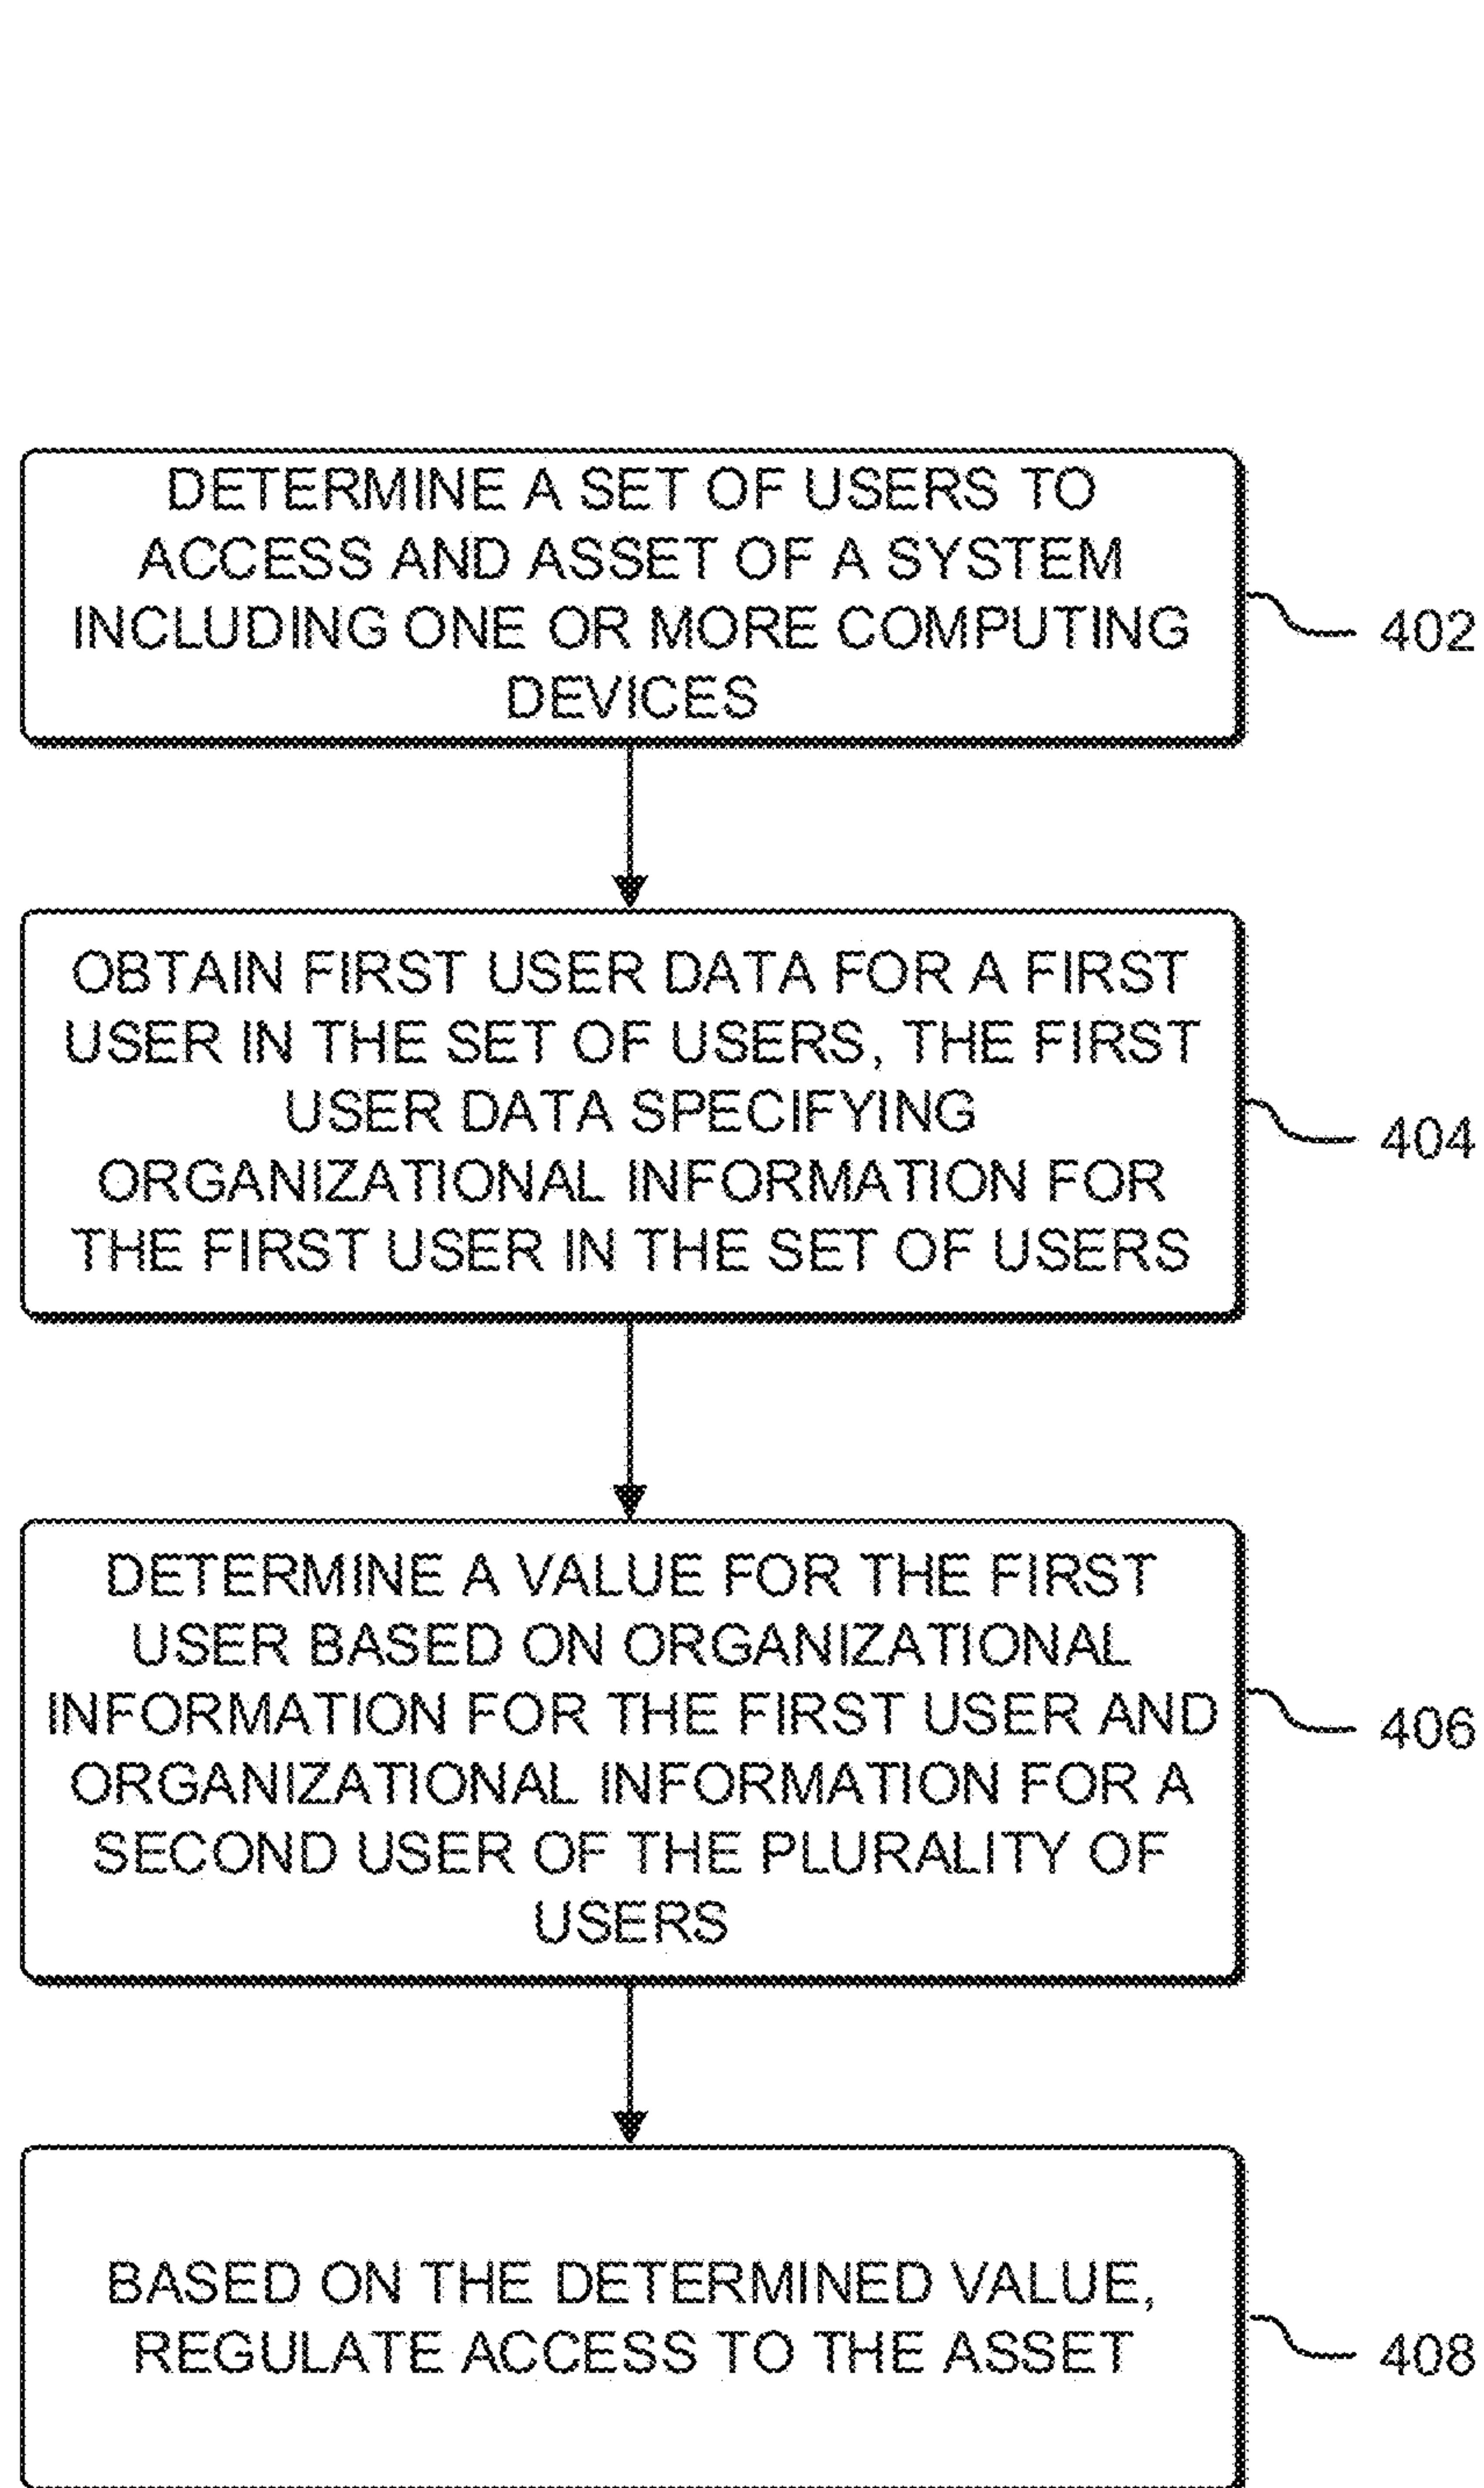 DETERMINE A SET OF USERS TO
ACCESS AND ASSET OF A SYSTEM
INCLUDING ONE OR MORE COMPUTING
DEVICES
402
OBTAIN FIRST USER DATA FOR A FIRST
USER IN THE SET OF USERS, THE FIRST
USER DATA SPECIFYING
ORGANIZATIONAL INFORMATION FOR
THE FIRST USER IN THE SET OF USERS
404
DETERMINE A VALUE FOR THE FIRST
USER BASED ON ORGANIZATIONAL
INFORMATION FOR THE FIRST USER AND
ORGANIZATIONAL INFORMATION FOR A
SECOND USER OF THE PLURALITY OF
USERS
406
BASED ON THE DETERMINED VALUE,
REGULATE ACCESS TO THE ASSET
408